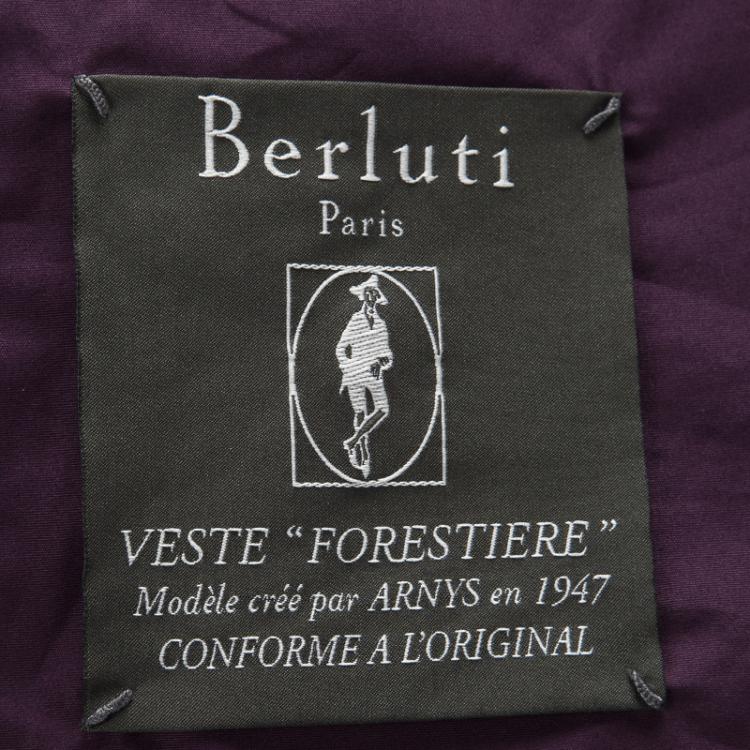 Berluti
Paris
VESTE “FORESTIERE”
Modèle créé par ARNYS en 1947
CONFORME A L'ORIGINAL